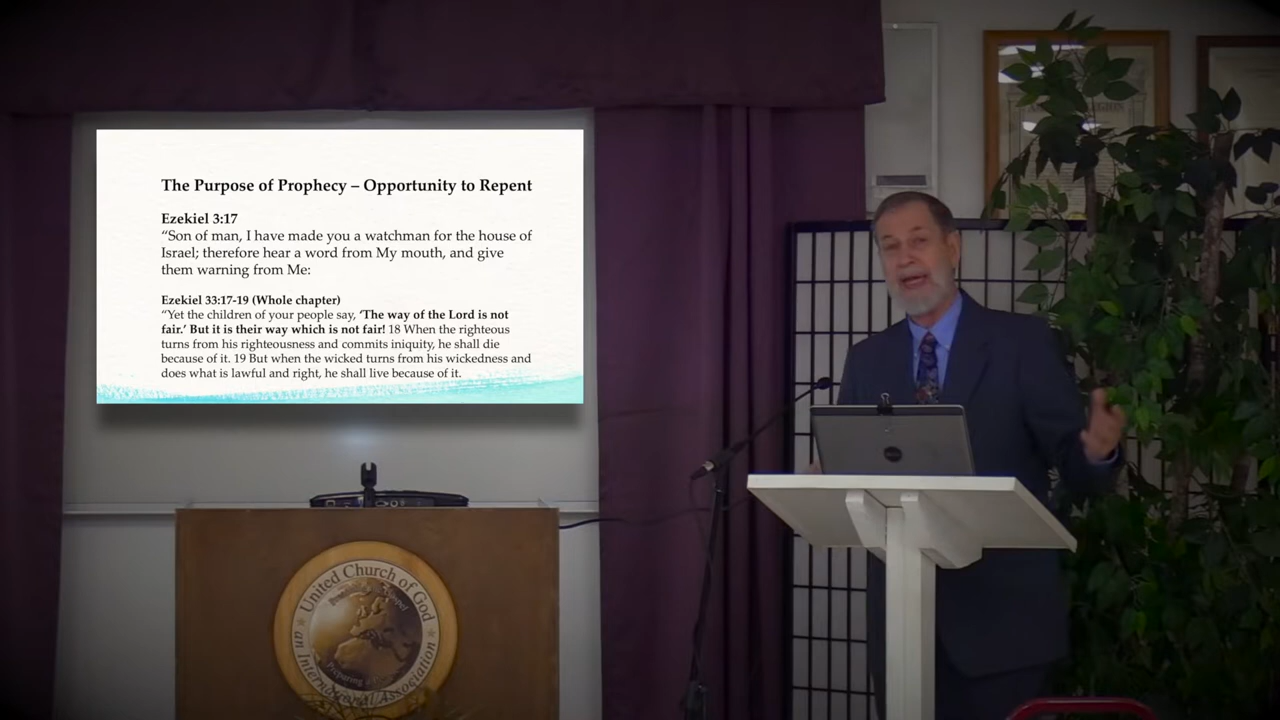 The Purpose of Prophecy – Opportunity to Repent
Ezekiel 3:17
“Son of man, I have made you a watchman for the house of
Israel; therefore hear a word from My mouth, and give
them warning from Me:
Ezekiel 33:17-19 (Whole chapter)
“Yet the children of your people say, ‘The way of the Lord is not
fair.’ But it is their way which is not fair! 18 When the righteous
turns from his righteousness and commits iniquity, he shall die
because of it. 19 But when the wicked turns from his wickedness and
does what is lawful and right, he shall live because of it.
United Church of God
an International Association